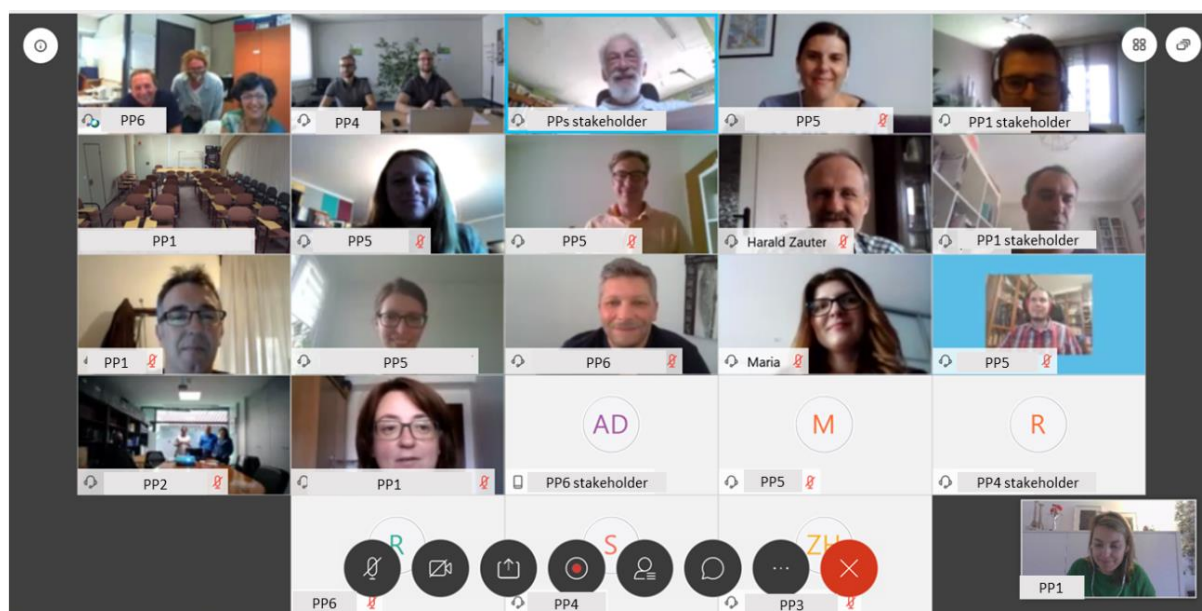 PP6
PP4
PPs stakeholder
PP5
PP1 stakeholder
PP1
PP5
PP5
Harald Zauter
PP1 stakeholder
PP1
PP5
PP6
Maria
PP5
PP2
PP1
AD
PP6 stakeholder
M
PP5
R
PP4 stakeholder
R
PP6
S
PP4
ZH
PP3
PP1